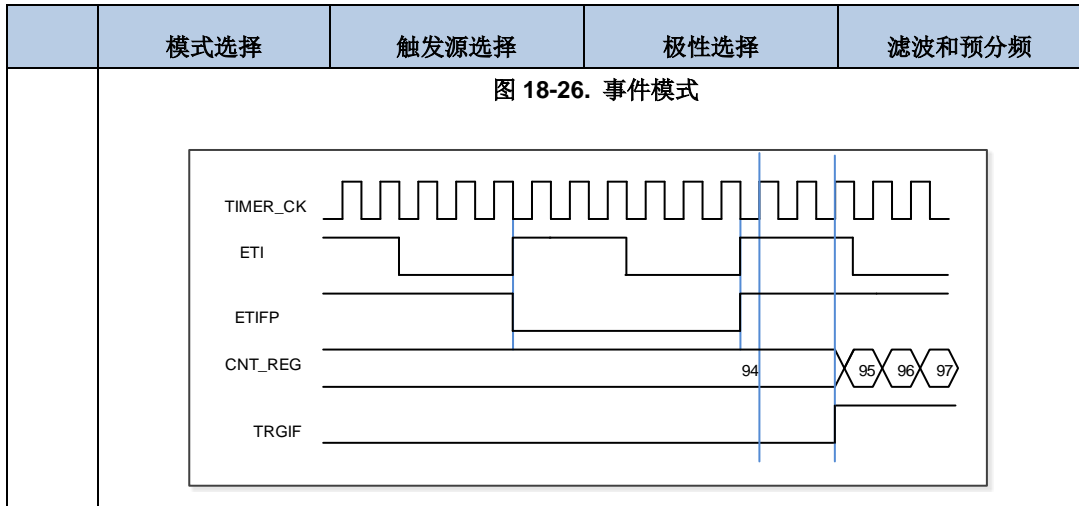 模式选择 触发源选择 极性选择 滤波和预分频
图 18-26. 事件模式
TIMER_CK
ETI
ETIFP
CNT_REG 94 95 96 97
TRGIF